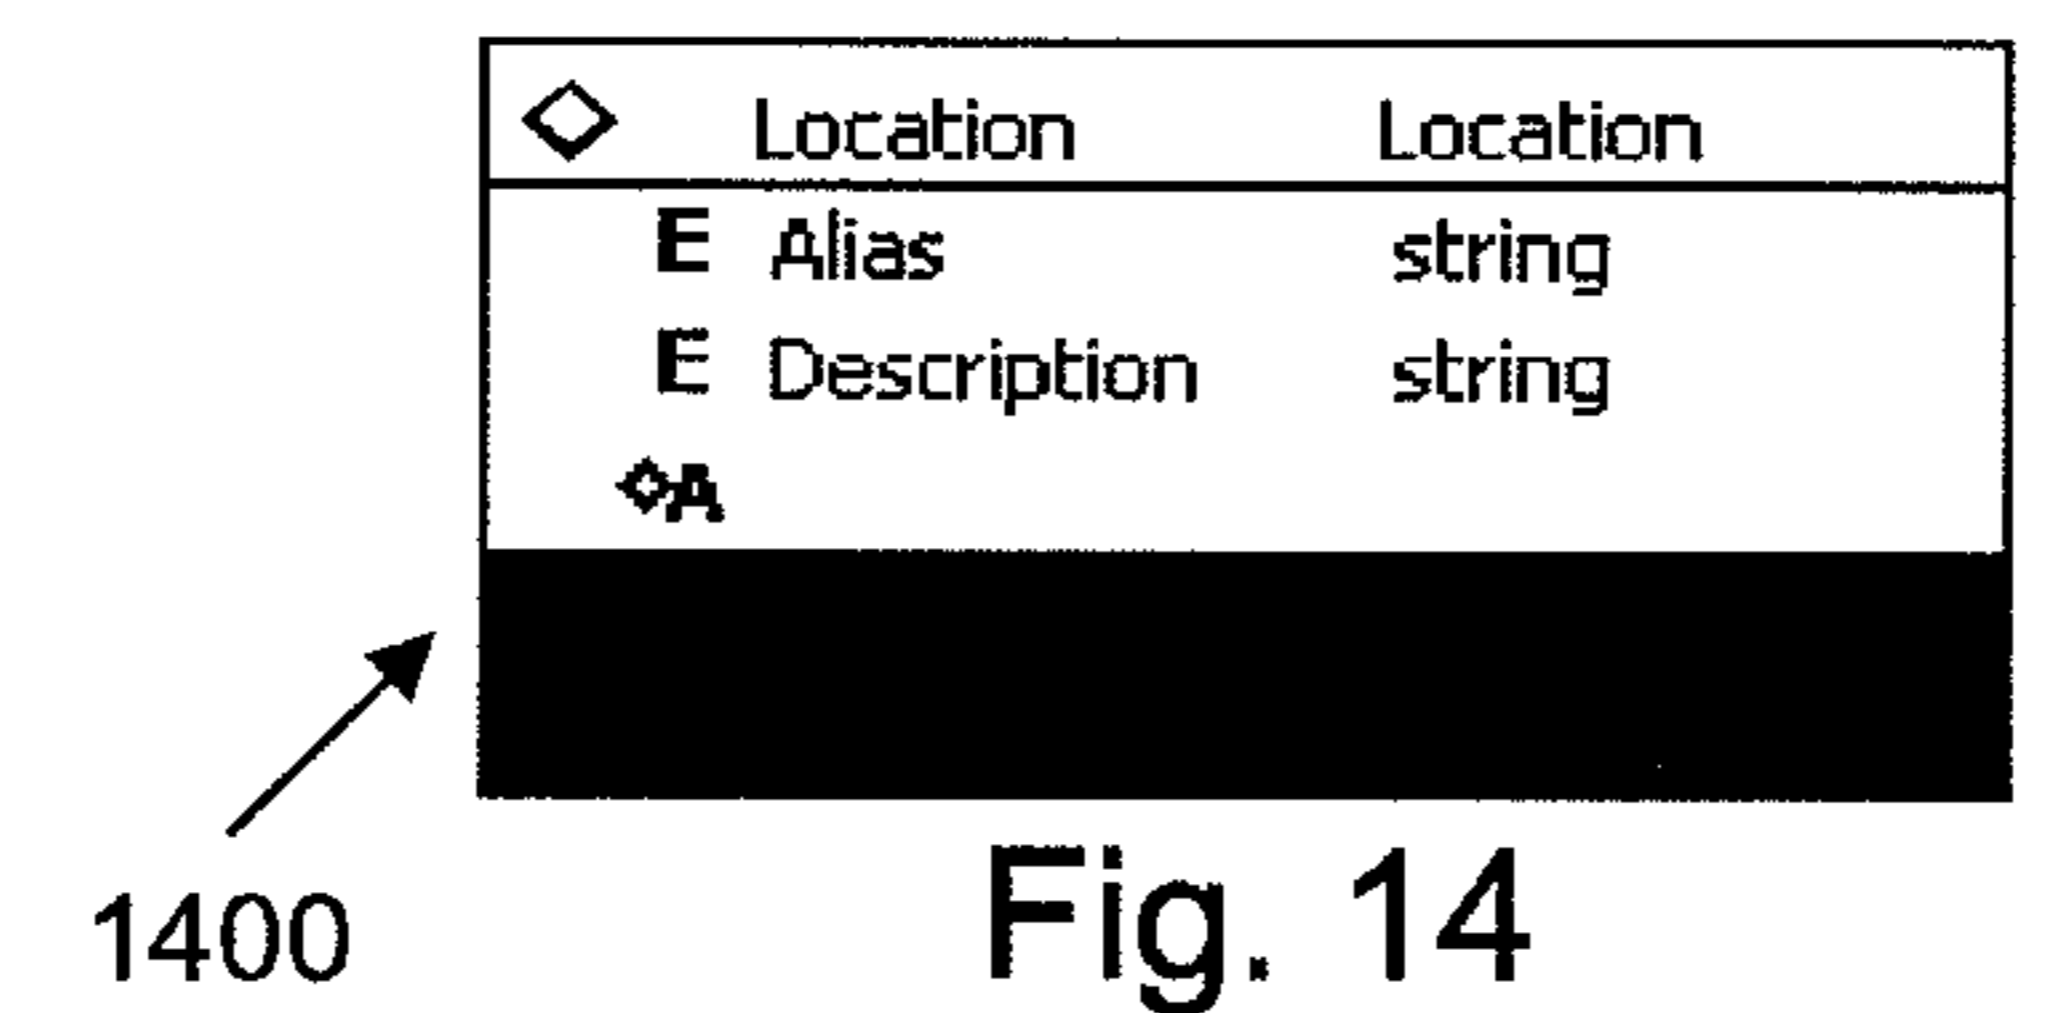 Location Location
E Alias string
E Description string
A
1400
Fig. 14